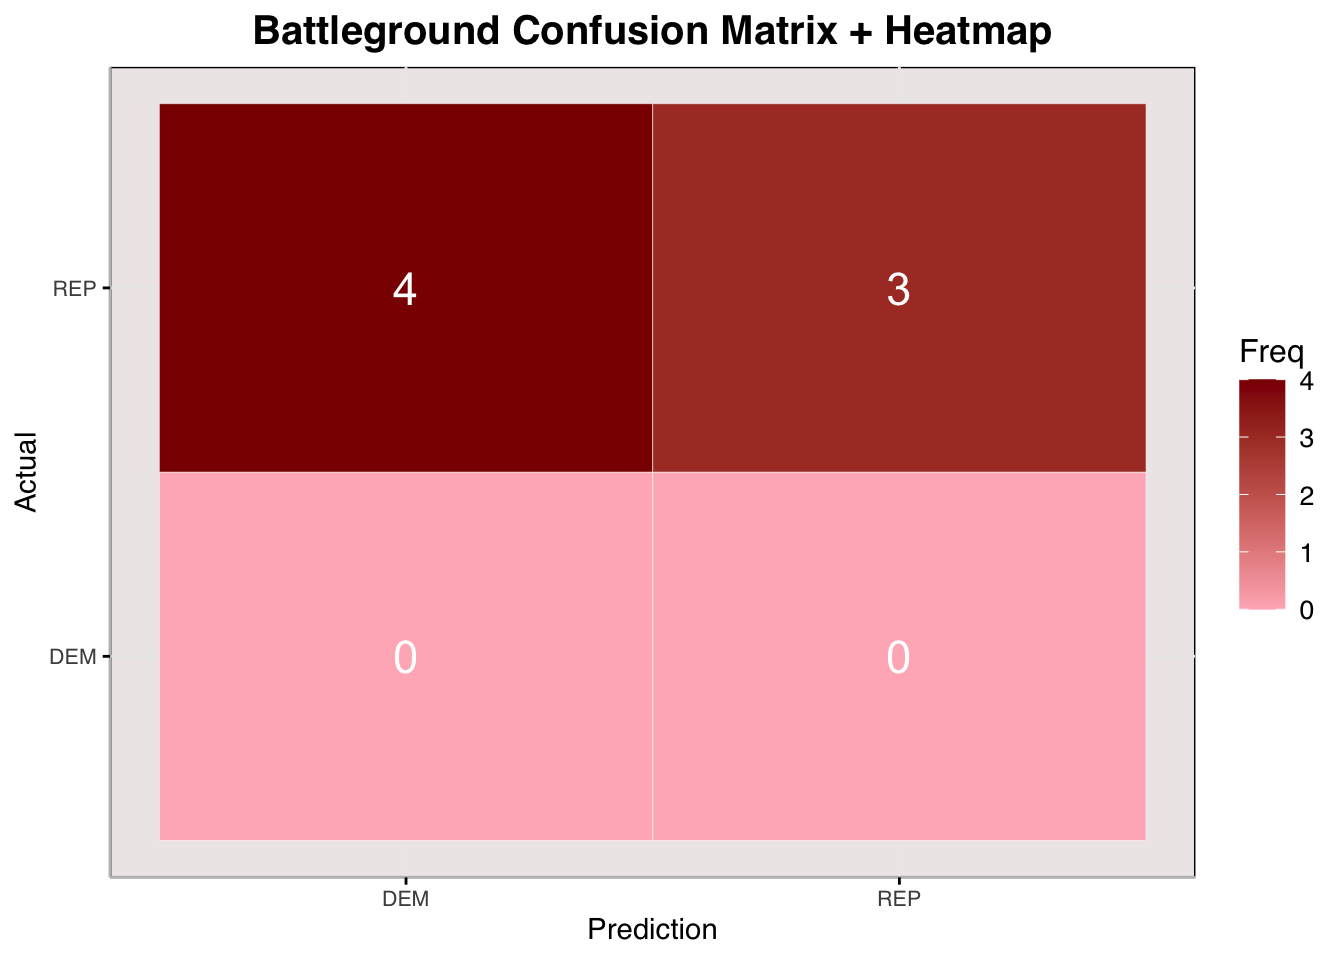 Battleground Confusion Matrix + Heatmap
Actual
REP
DEM
4
3
0
0
DEM
REP
Prediction
Freq
4
3
2
1
0